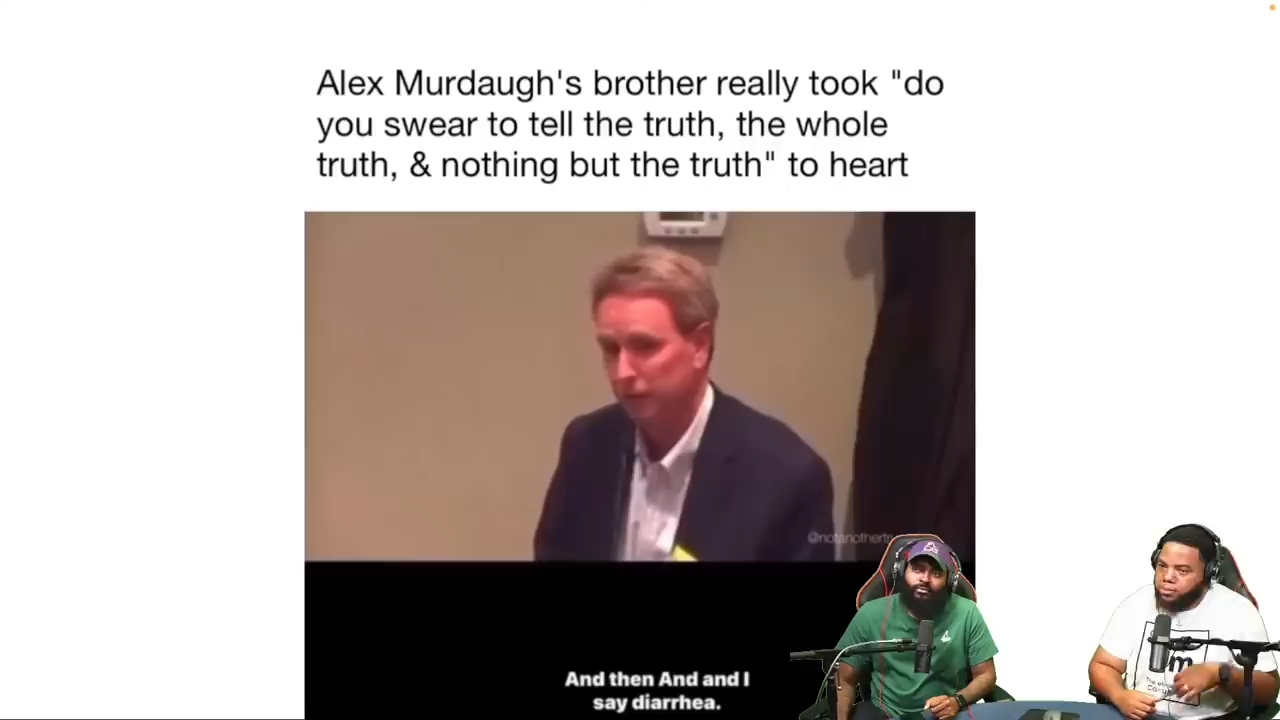 Alex Murdaugh's brother really took "do
you swear to tell the truth, the whole
truth, & nothing but the truth" to heart
And then And and I
say diarrhea.